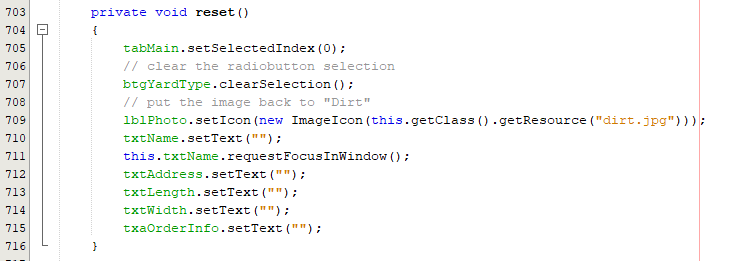 703 private void reset()
704 {
705 tabMain.setSelectedIndex(0);
706 // clear the radiobutton selection
707 btgYardType.clearSelection();
708 // put the image back to "Dirt"
709 lblPhoto.setIcon(new ImageIcon(this.getClass().getResource("dirt.jpg")));
710 txtName.setText("");
711 this.txtName.requestFocusInWindow();
712 txtAddress.setText("");
713 txtLength.setText("");
714 txtWidth.setText("");
715 txaOrderInfo.setText("");
716 }